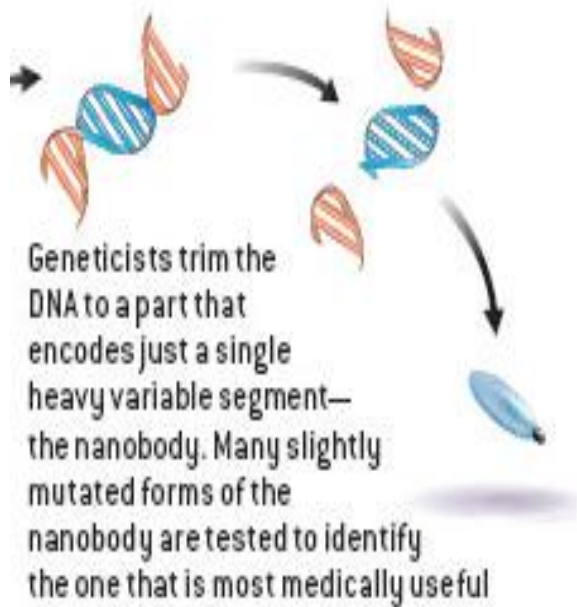 Geneticists trim the
DNA to a part that
encodes just a single
heavy variable segment—
the nanobody. Many slightly
mutated forms of the
nanobody are tested to identify
the one that is most medically useful